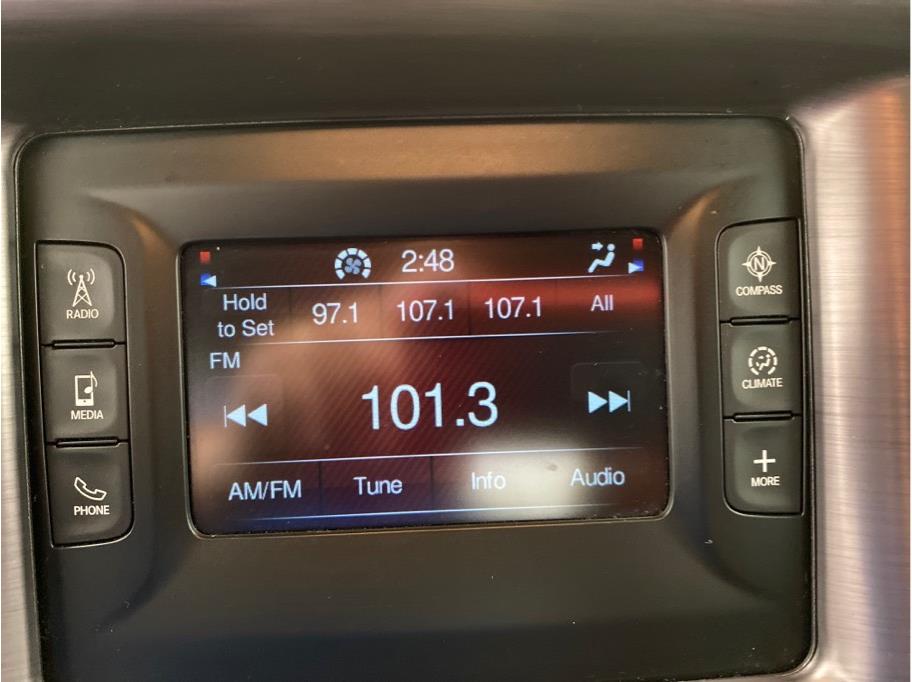 2:48
Hold
to Set
97.1 107.1 107.1 All
FM
101.3
AM/FM Tune Info Audio
RADIO
MEDIA
PHONE
N
COMPASS
CLIMATE
MORE